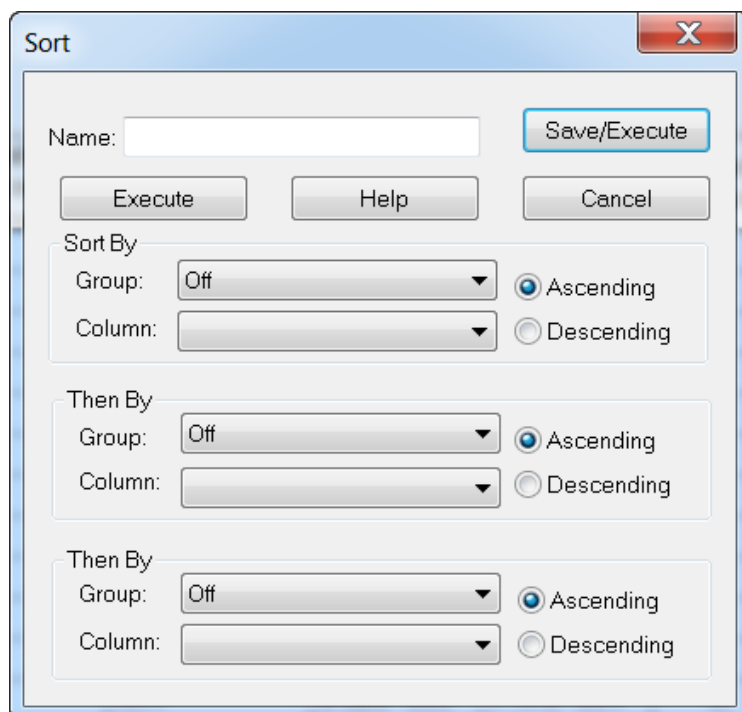 Sort
Name: Save/Execute
Execute Help Cancel
Sort By
Group: Off Ascending
Column: Descending
Then By
Group: Off Ascending
Column: Descending
Then By
Group: Off Ascending
Column: Descending